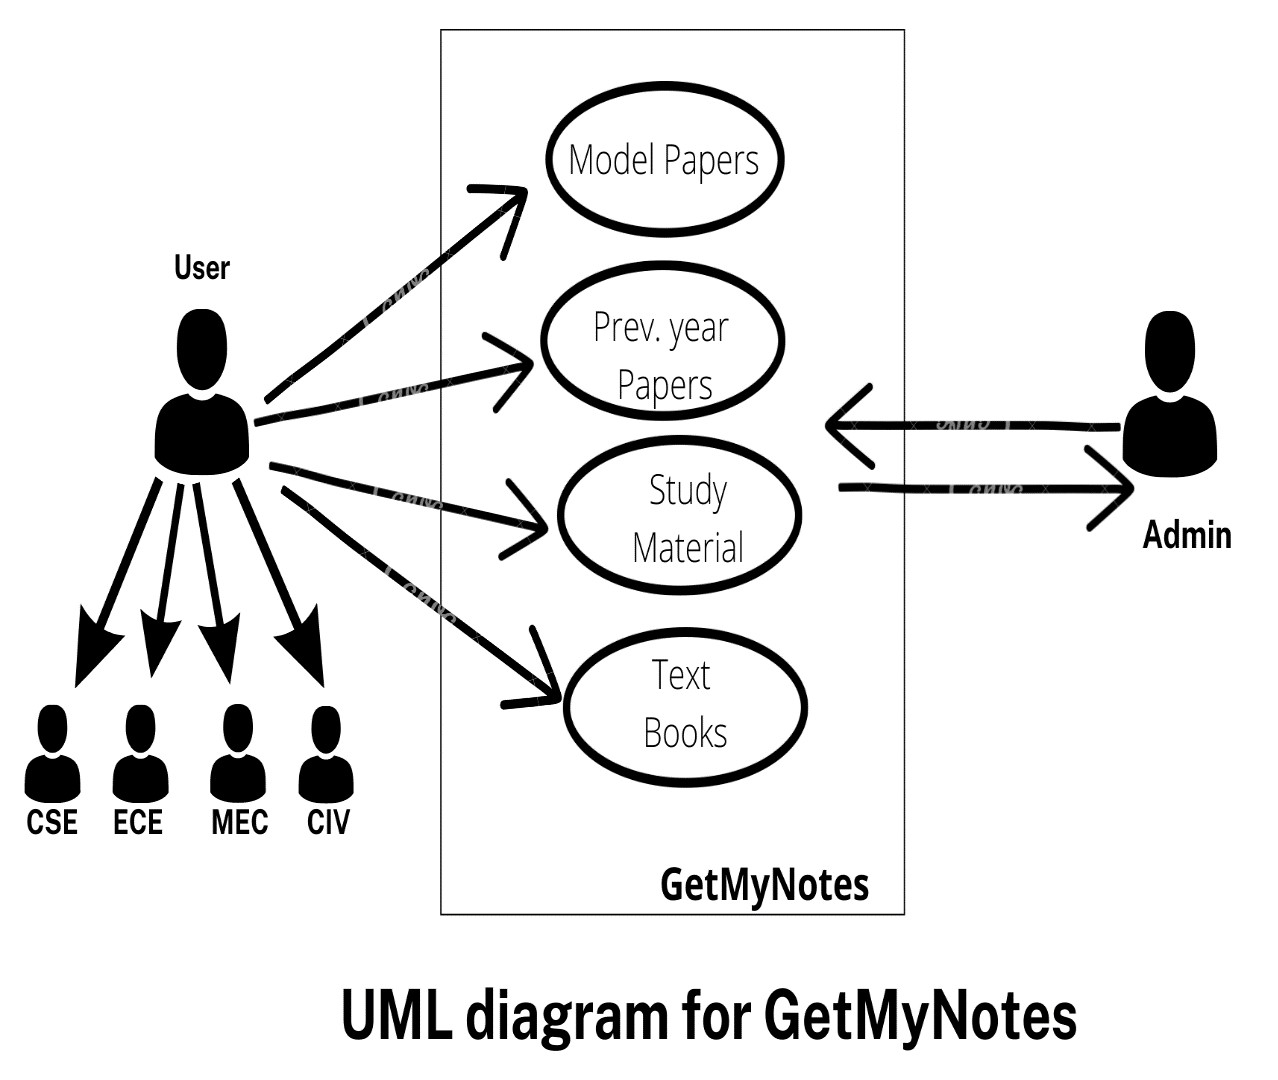 Model Papers
User
Prev. year
Papers
Study
Material
Admin
Text
Books
CSE ECE MEC CIV
GetMyNotes
UML diagram for GetMyNotes